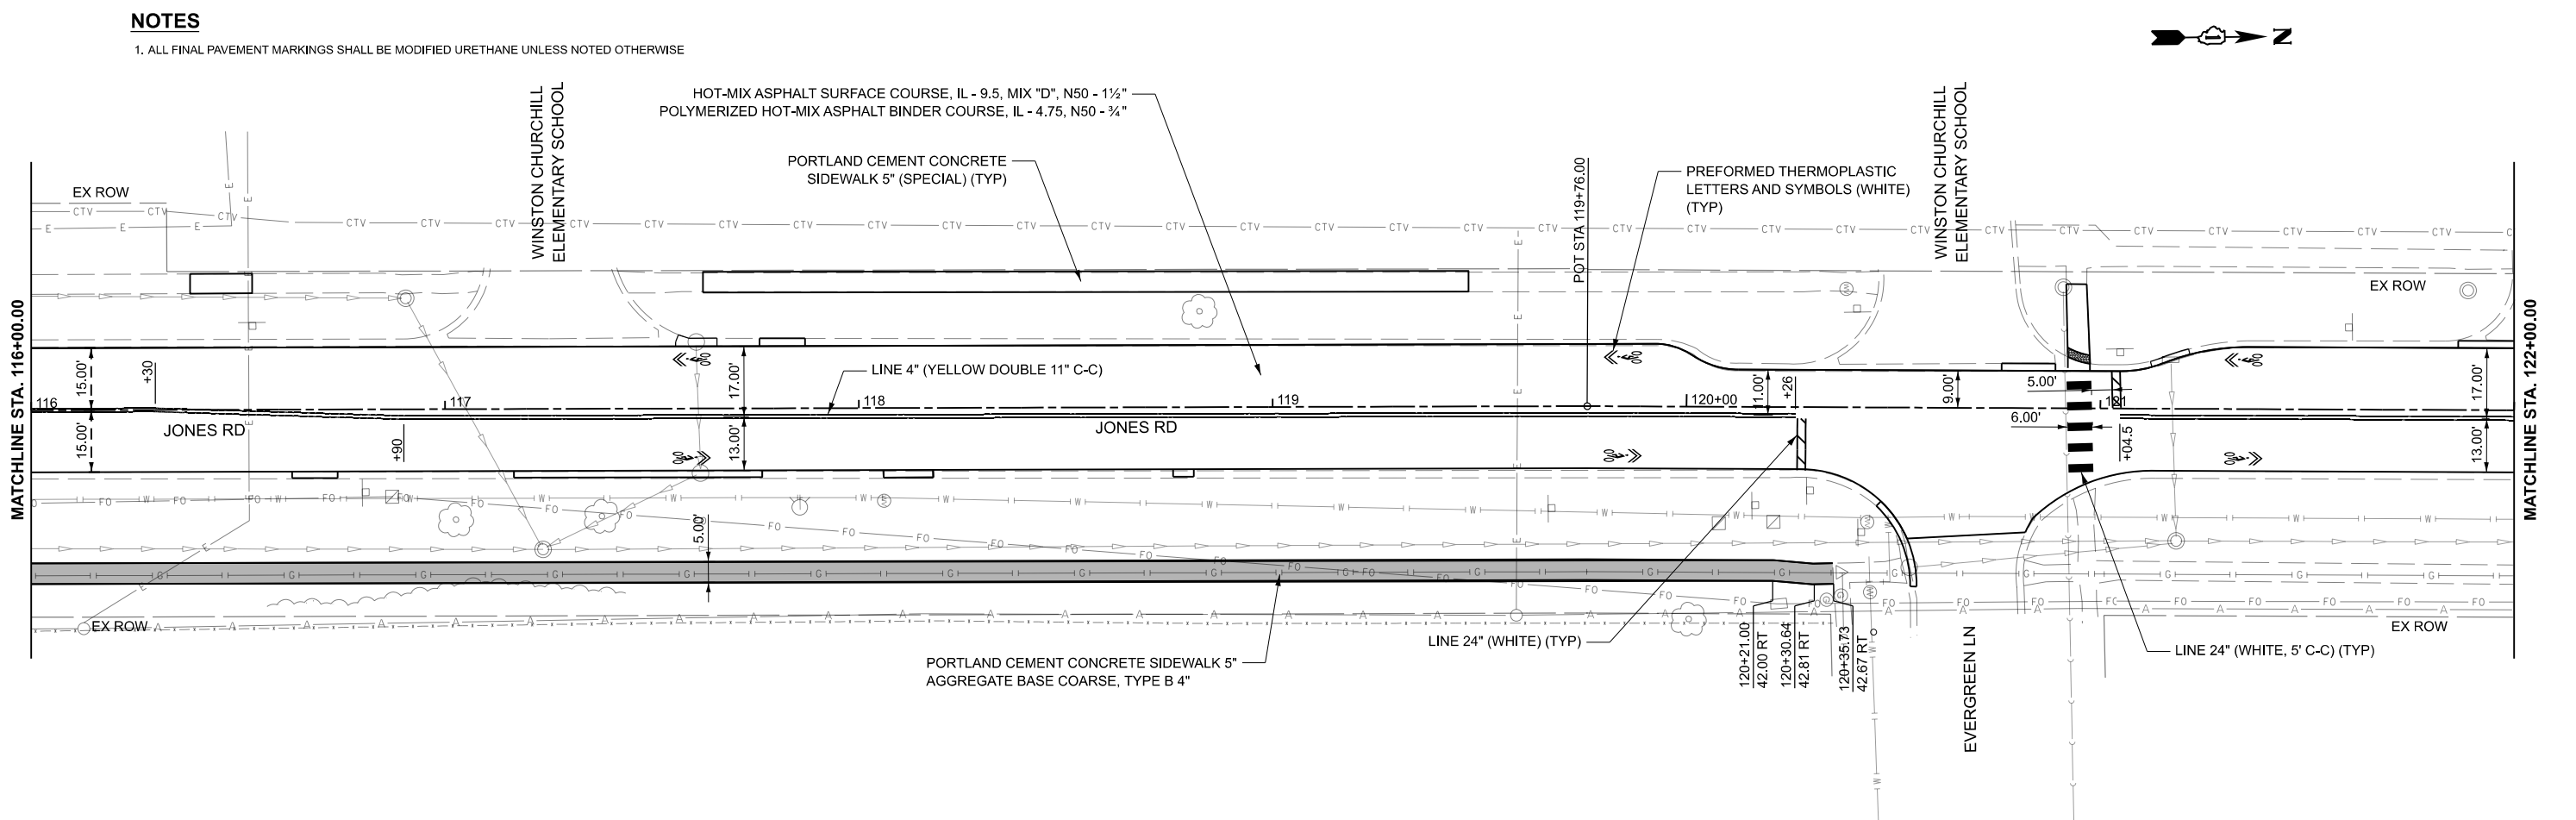 NOTES
1. ALL FINAL PAVEMENT MARKINGS SHALL BE MODIFIED URETHANE UNLESS NOTED OTHERWISE
N
HOT-MIX ASPHALT SURFACE COURSE, IL - 9.5, MIX "D", N50 - 1½"
POLYMERIZED HOT-MIX ASPHALT BINDER COURSE, IL - 4.75, N50 - ¾"
WINSTON CHURCHILL
ELEMENTARY SCHOOL
PORTLAND CEMENT CONCRETE
SIDEWALK 5" (SPECIAL) (TYP)
POT STA 119+76.00
PREFORMED THERMOPLASTIC
LETTERS AND SYMBOLS (WHITE)
(TYP)
WINSTON CHURCHILL
ELEMENTARY SCHOOL
EX ROW
EX ROW
MATCHLINE STA. 116+00.00
MATCHLINE STA. 122+00.00
15.00'
+30
17.00'
LINE 4" (YELLOW DOUBLE 11" C-C)
11.00'
+26
9.00'
5.00'
17.00'
116
117
118
119
120+00
121
JONES RD
JONES RD
15.00'
+90
13.00'
6.00'
+04.5
13.00'
5.00'
EX ROW
EX ROW
LINE 24" (WHITE) (TYP)
120+21.00
42.00 RT
120+30.64
42.81 RT
120+35.73
42.67 RT
PORTLAND CEMENT CONCRETE SIDEWALK 5"
AGGREGATE BASE COARSE, TYPE B 4"
EVERGREEN LN
LINE 24" (WHITE, 5' C-C) (TYP)